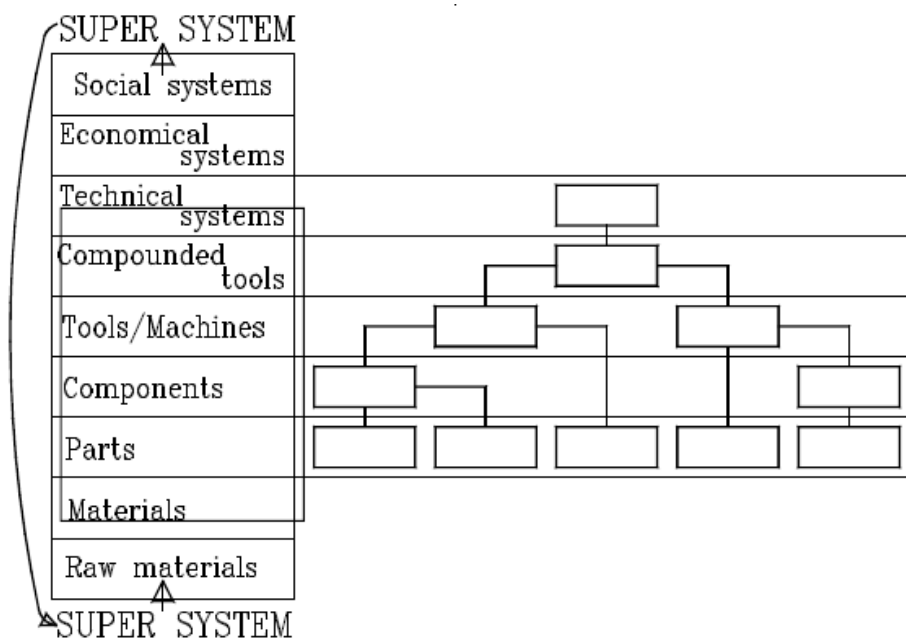 SUPER SYSTEM
Social systems
Economical
systems
Technical
systems
Compounded
tools
Tools/Machines
Components
Parts
Materials
Raw materials
SUPER SYSTEM